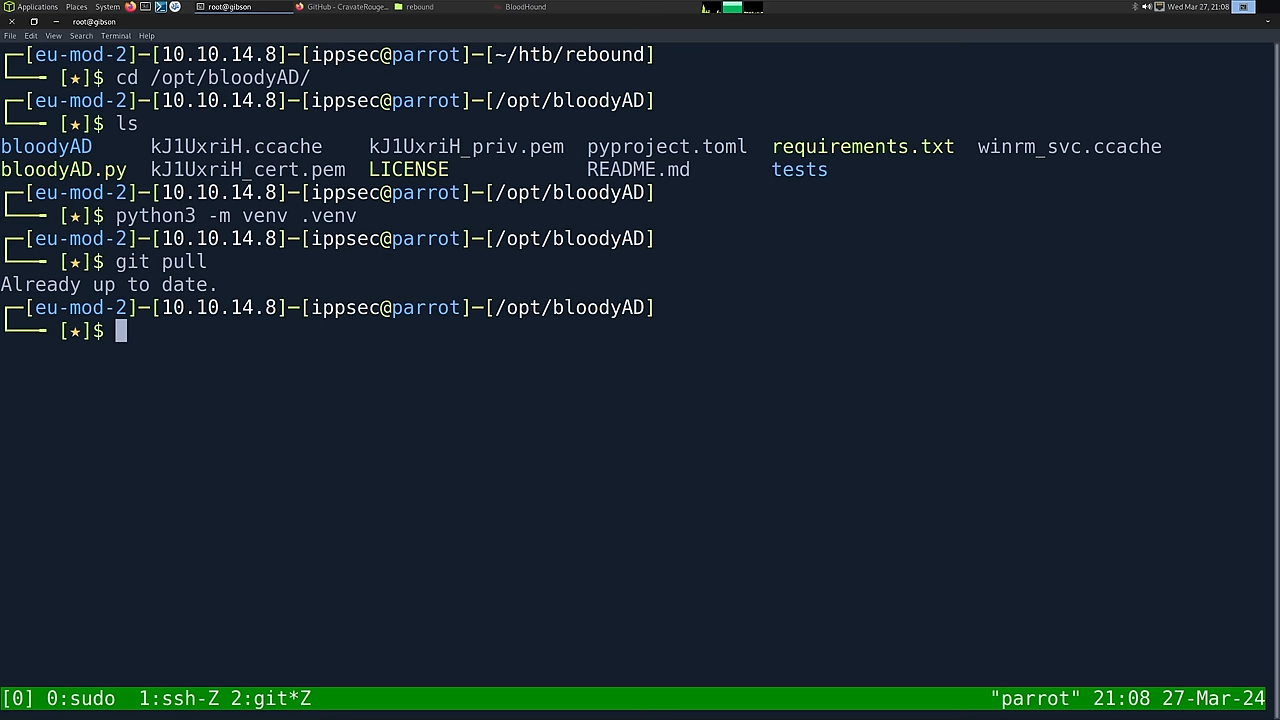 Applications Places System root@gibson GitHub - CravateRouge... rebound BloodHound Wed Mar 27, 21:08
root@gibson
File Edit View Search Terminal Help
┌─[eu-mod-2]─[10.10.14.8]─[ippsec@parrot]─[~/htb/rebound]
└──╼ [★]$ cd /opt/bloodyAD/
┌─[eu-mod-2]─[10.10.14.8]─[ippsec@parrot]─[/opt/bloodyAD]
└──╼ [★]$ ls
bloodyAD kJ1UxriH.ccache kJ1UxriH_priv.pem pyproject.toml requirements.txt winrm_svc.ccache
bloodyAD.py kJ1UxriH_cert.pem LICENSE README.md tests
┌─[eu-mod-2]─[10.10.14.8]─[ippsec@parrot]─[/opt/bloodyAD]
└──╼ [★]$ python3 -m venv .venv
┌─[eu-mod-2]─[10.10.14.8]─[ippsec@parrot]─[/opt/bloodyAD]
└──╼ [★]$ git pull
Already up to date.
┌─[eu-mod-2]─[10.10.14.8]─[ippsec@parrot]─[/opt/bloodyAD]
└──╼ [★]$
[0] 0:sudo 1:ssh-Z 2:git*Z "parrot" 21:08 27-Mar-24